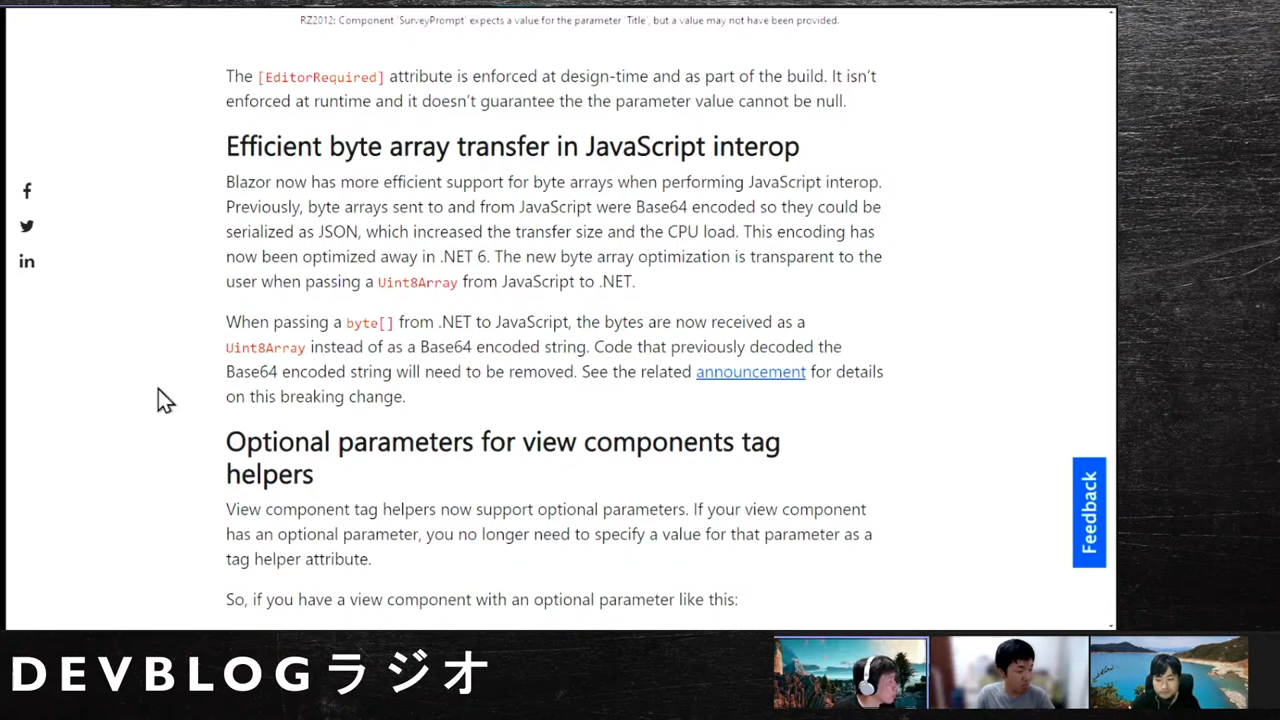 RZ2012: Component 'SurveyPrompt' expects a value for the parameter 'Title', but a value may not have been provided.
The [EditorRequired] attribute is enforced at design-time and as part of the build. It isn't
enforced at runtime and it doesn't guarantee the the parameter value cannot be null.
Efficient byte array transfer in JavaScript interop
Blazor now has more efficient support for byte arrays when performing JavaScript interop.
Previously, byte arrays sent to and from JavaScript were Base64 encoded so they could be
serialized as JSON, which increased the transfer size and the CPU load. This encoding has
now been optimized away in .NET 6. The new byte array optimization is transparent to the
user when passing a Uint8Array from JavaScript to .NET.
When passing a byte[] from .NET to JavaScript, the bytes are now received as a
Uint8Array instead of as a Base64 encoded string. Code that previously decoded the
Base64 encoded string will need to be removed. See the related announcement for details
on this breaking change.
Optional parameters for view components tag
helpers
View component tag helpers now support optional parameters. If your view component
has an optional parameter, you no longer need to specify a value for that parameter as a
tag helper attribute.
So, if you have a view component with an optional parameter like this:
Feedback
DEVBLOGラジオ